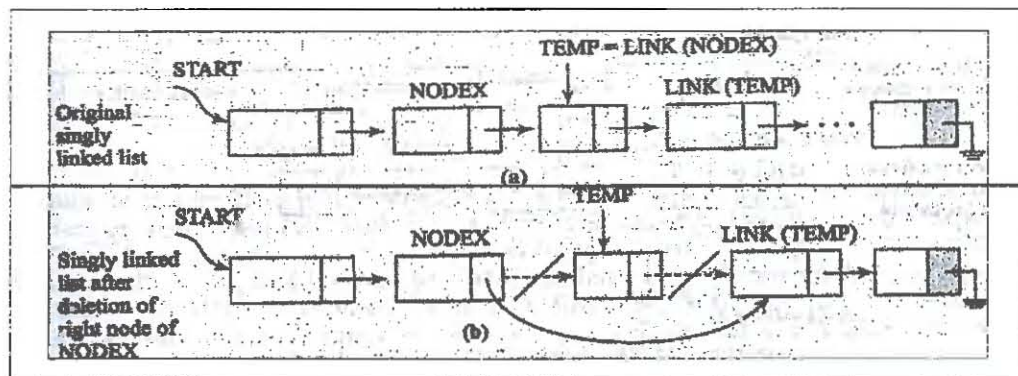 TEMP = LINK (NODEX)
START
NODEX
LINK (TEMP)
Original
singly
linked list
(a)
TEMP
START
NODEX
LINK (TEMP)
Singly linked
list after
deletion of
right node of
NODEX
(b)